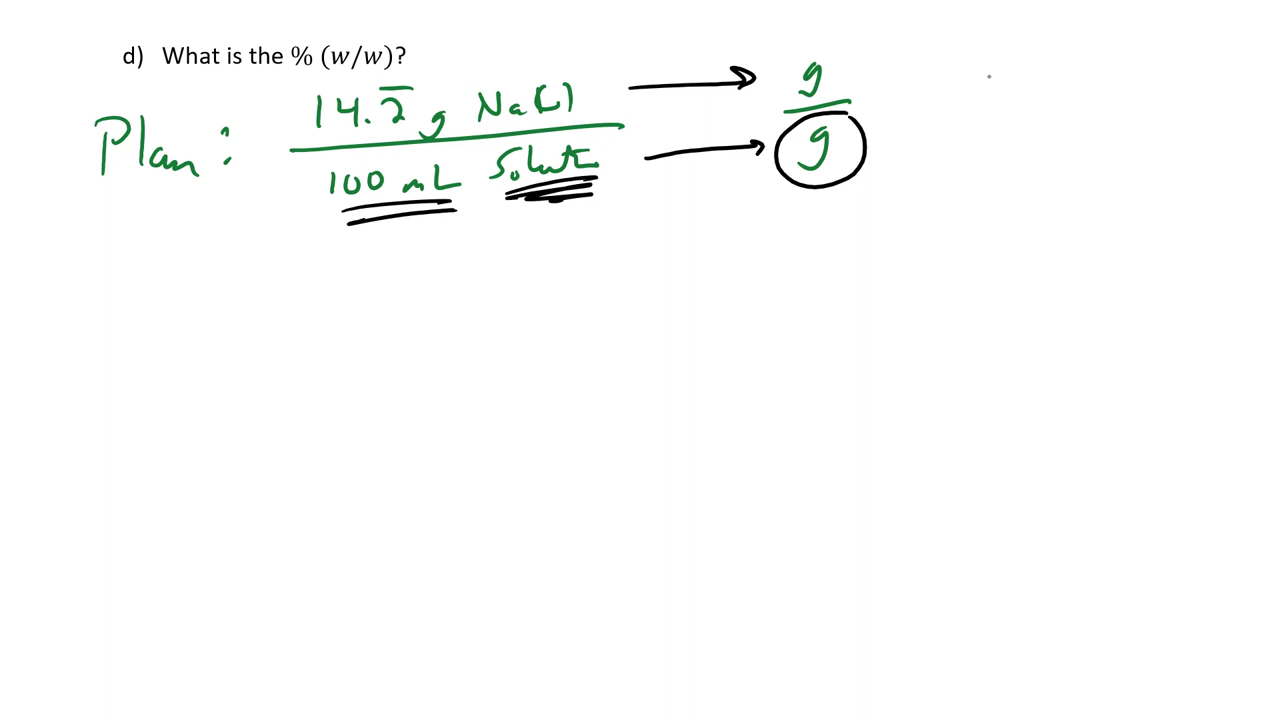 d) What is the % (w/w)?
Plan: 14.2̅ g NaCl → g
100 mL Solution → g